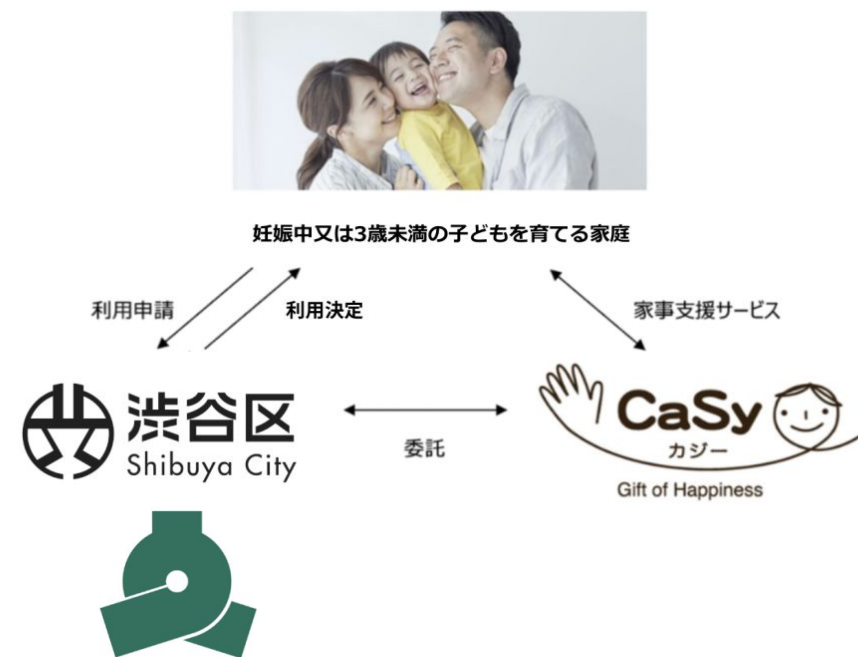 妊娠中又は3歳未満の子どもを育てる家庭
利用申請
利用決定
家事支援サービス
渋谷区
Shibuya City
委託
CaSy
カジー
Gift of Happiness